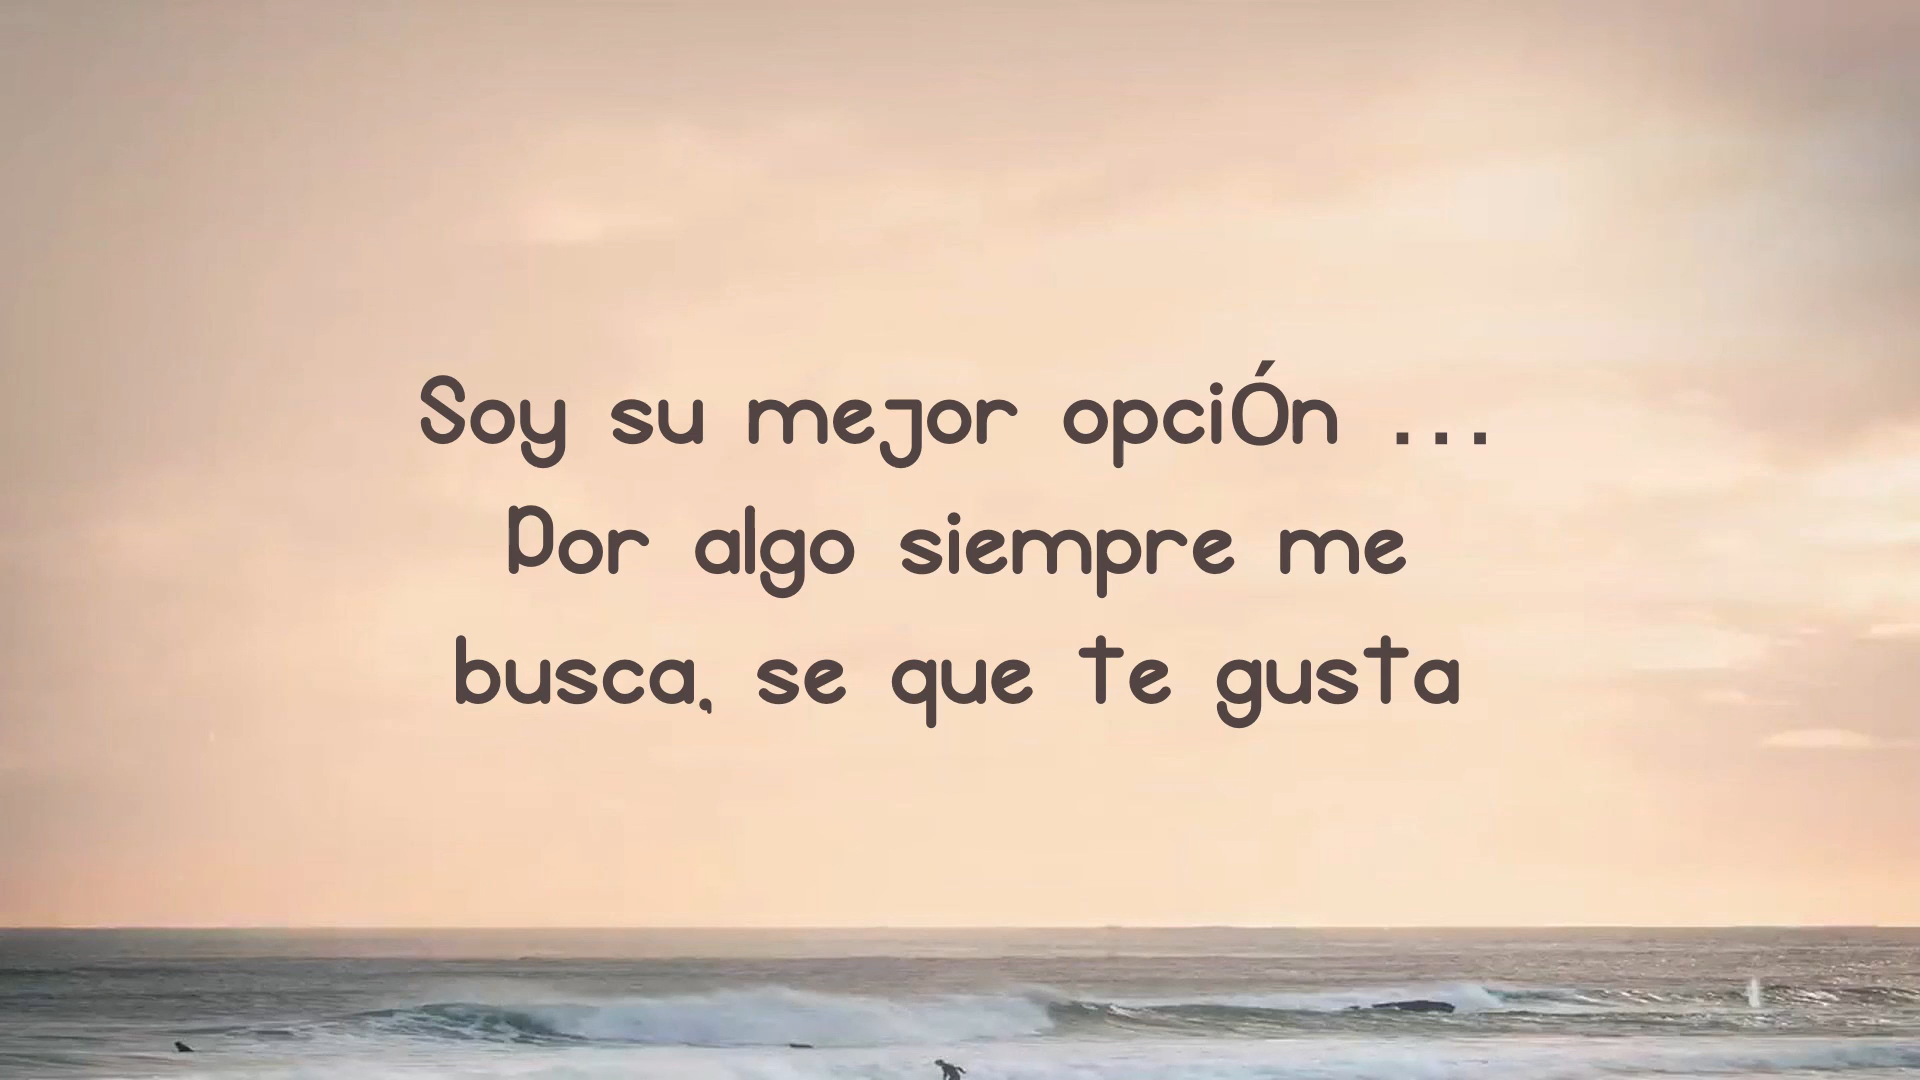 Soy su mejor opciÓn ...
Por algo siempre me
busca, se que te gusta